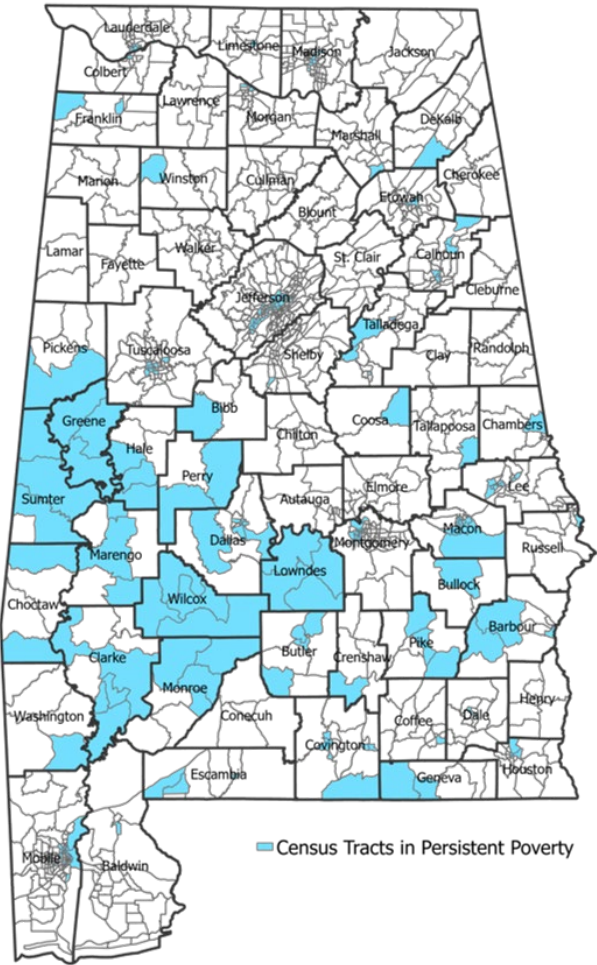 Lauderdale
Limestone
Madison
Jackson
Colbert
Lawrence
Franklin
Morgan
Marshall
DeKalb
Marion
Winston
Cullman
Cherokee
Etowah
Blount
Lamar
Fayette
Walker
St. Clair
Calhoun
Cleburne
Jefferson
Talladega
Pickens
Tuscaloosa
Shelby
Clay
Randolph
Greene
Bibb
Coosa
Tallapoosa
Chambers
Hale
Chilton
Perry
Sumter
Autauga
Elmore
Lee
Macon
Dallas
Montgomery
Russell
Marengo
Lowndes
Bullock
Choctaw
Wilcox
Barbour
Pike
Butler
Crenshaw
Clarke
Monroe
Washington
Conecuh
Coffee
Dale
Henry
Covington
Escambia
Geneva
Houston
Census Tracts in Persistent Poverty
Mobile
Baldwin